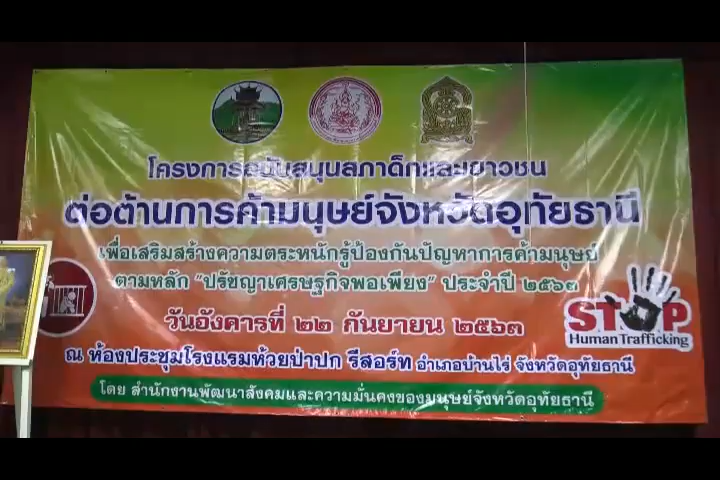 โครงการสนับสนุนสภาเด็กและเยาวชน
ต่อต้านการค้ามนุษย์จังหวัดอุทัยธานี
เพื่อเสริมสร้างความตระหนักรู้ป้องกันปัญหาการค้ามนุษย์
ตามหลัก "ปรัชญาเศรษฐกิจพอเพียง" ประจำปี ๒๕๖๓
วันอังคารที่ ๒๒ กันยายน ๒๕๖๓
STOP
Human Trafficking
ณ ห้องประชุมโรงแรมห้วยป่าปก รีสอร์ท อำเภอบ้านไร่ จังหวัดอุทัยธานี
โดย สำนักงานพัฒนาสังคมและความมั่นคงของมนุษย์จังหวัดอุทัยธานี